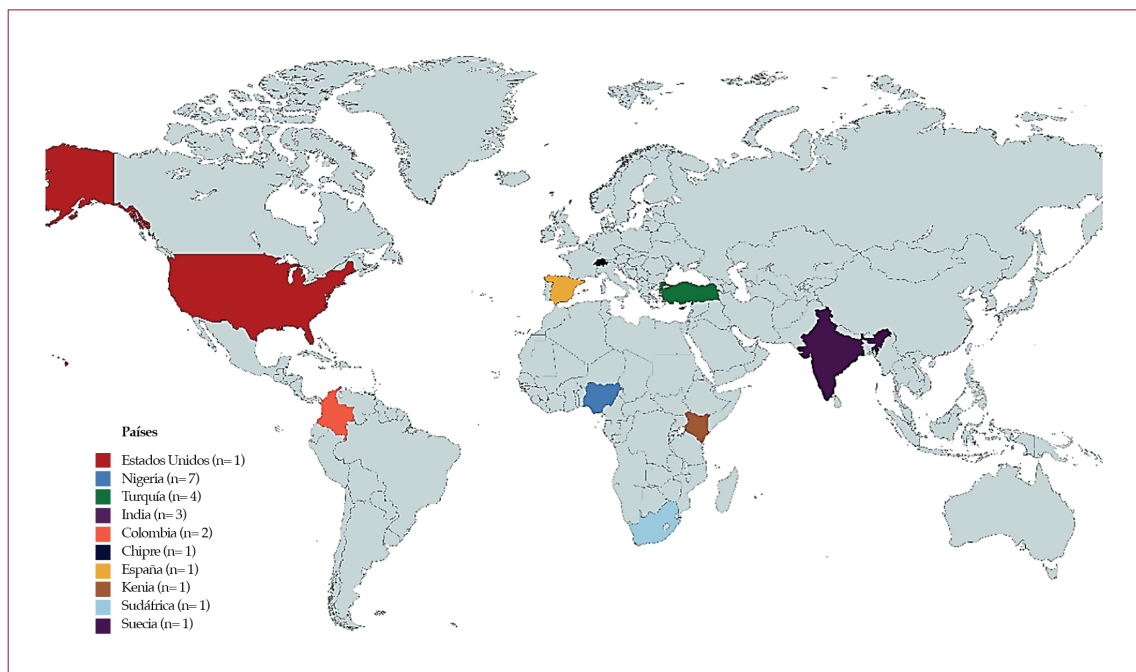 Países
Estados Unidos (n= 1)
Nigeria (n= 7)
Turquía (n= 4)
India (n= 3)
Colombia (n= 2)
Chipre (n= 1)
España (n= 1)
Kenia (n= 1)
Sudáfrica (n= 1)
Suecia (n= 1)